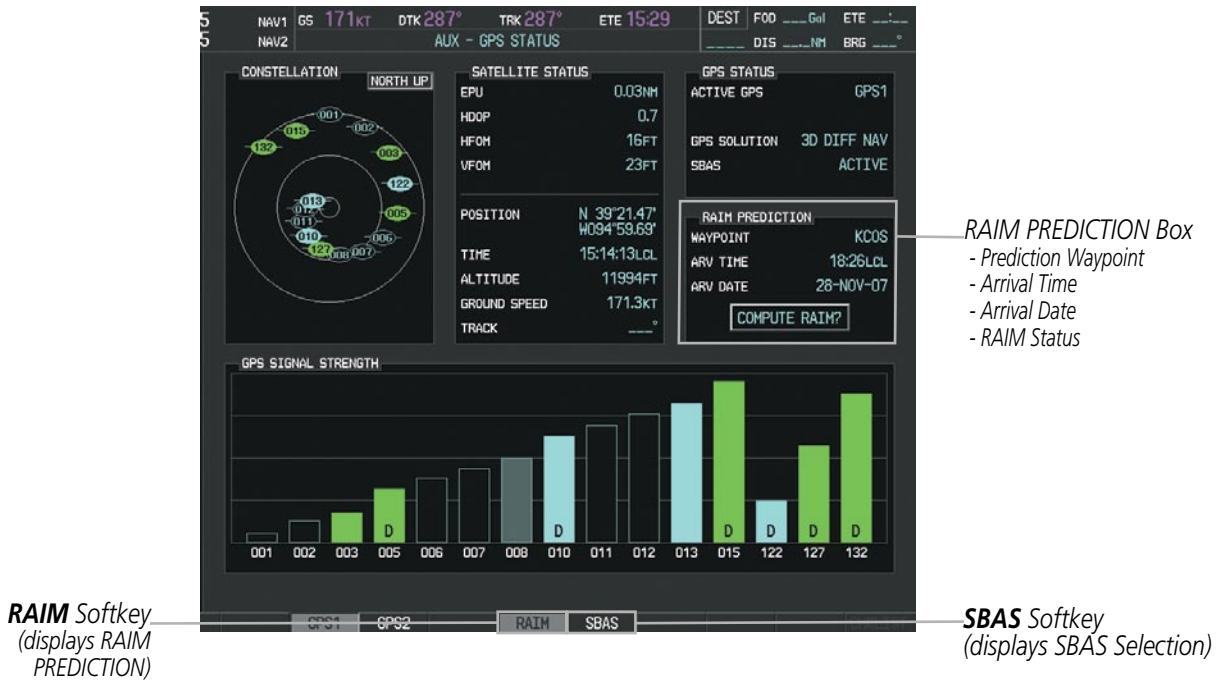 5 NAV1 GS 171KT DTK 287° TRK 287° ETE 15:29 DEST FOD ___Gal ETE __:__
5 NAV2 AUX - GPS STATUS ____ DIS __._NM BRG ___°
CONSTELLATION
NORTH UP
001
015
002
132
003
122
013
012
005
011
010
006
127
008
007
SATELLITE STATUS
EPU 0.03NM
HDOP 0.7
HFOM 16FT
VFOM 23FT
POSITION N 39°21.47'
W094°59.69'
TIME 15:14:13LCL
ALTITUDE 11994FT
GROUND SPEED 171.3KT
TRACK ___°
GPS STATUS
ACTIVE GPS GPS1
GPS SOLUTION 3D DIFF NAV
SBAS ACTIVE
RAIM PREDICTION
WAYPOINT KCOS
ARV TIME 18:26LCL
ARV DATE 28-NOV-07
COMPUTE RAIM?
RAIM PREDICTION Box
- Prediction Waypoint
- Arrival Time
- Arrival Date
- RAIM Status
GPS SIGNAL STRENGTH
D D D D D D
001 002 003 005 006 007 008 010 011 012 013 015 122 127 132
GPS1 GPS2 RAIM SBAS
RAIM Softkey
(displays RAIM
PREDICTION)
SBAS Softkey
(displays SBAS Selection)